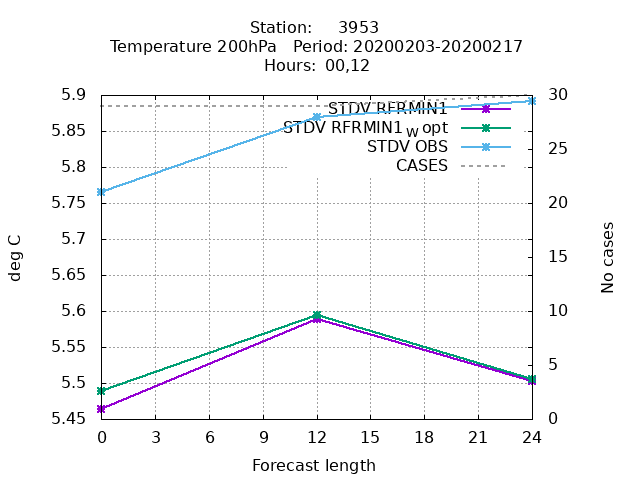 Station: 3953
Temperature 200hPa Period: 20200203-20200217
Hours: 00,12
5.9
5.85
5.8
5.75
5.7
5.65
5.6
5.55
5.5
5.45
deg C
STDV RFRMIN1
STDV RFRMIN1_w opt
STDV OBS
CASES
30
25
20
15
10
5
0
No cases
0 3 6 9 12 15 18 21 24
Forecast length